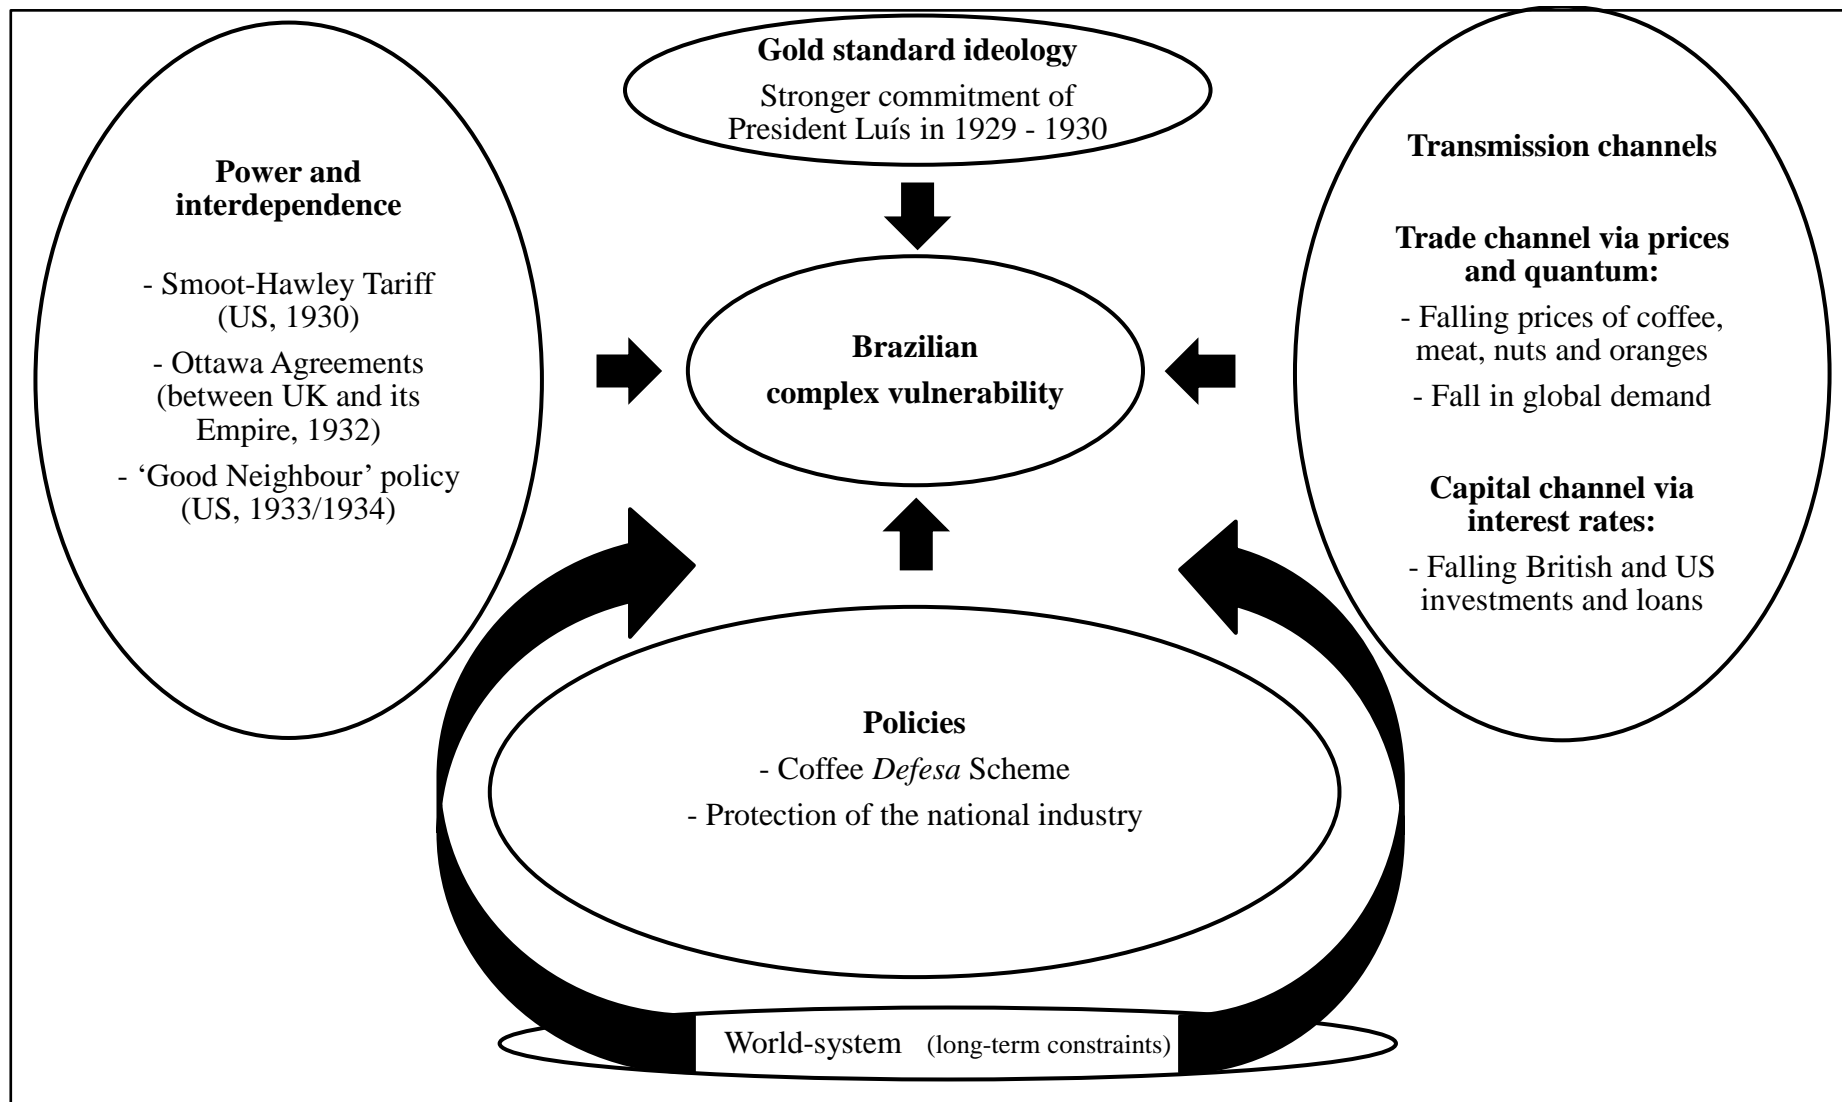 Gold standard ideology
Stronger commitment of
President Luís in 1929 - 1930
Power and
interdependence
- Smoot-Hawley Tariff
(US, 1930)
- Ottawa Agreements
(between UK and its
Empire, 1932)
- ‘Good Neighbour’ policy
(US, 1933/1934)
Brazilian
complex vulnerability
Transmission channels
Trade channel via prices
and quantum:
- Falling prices of coffee,
meat, nuts and oranges
- Fall in global demand
Capital channel via
interest rates:
- Falling British and US
investments and loans
Policies
- Coffee Defesa Scheme
- Protection of the national industry
World-system (long-term constraints)